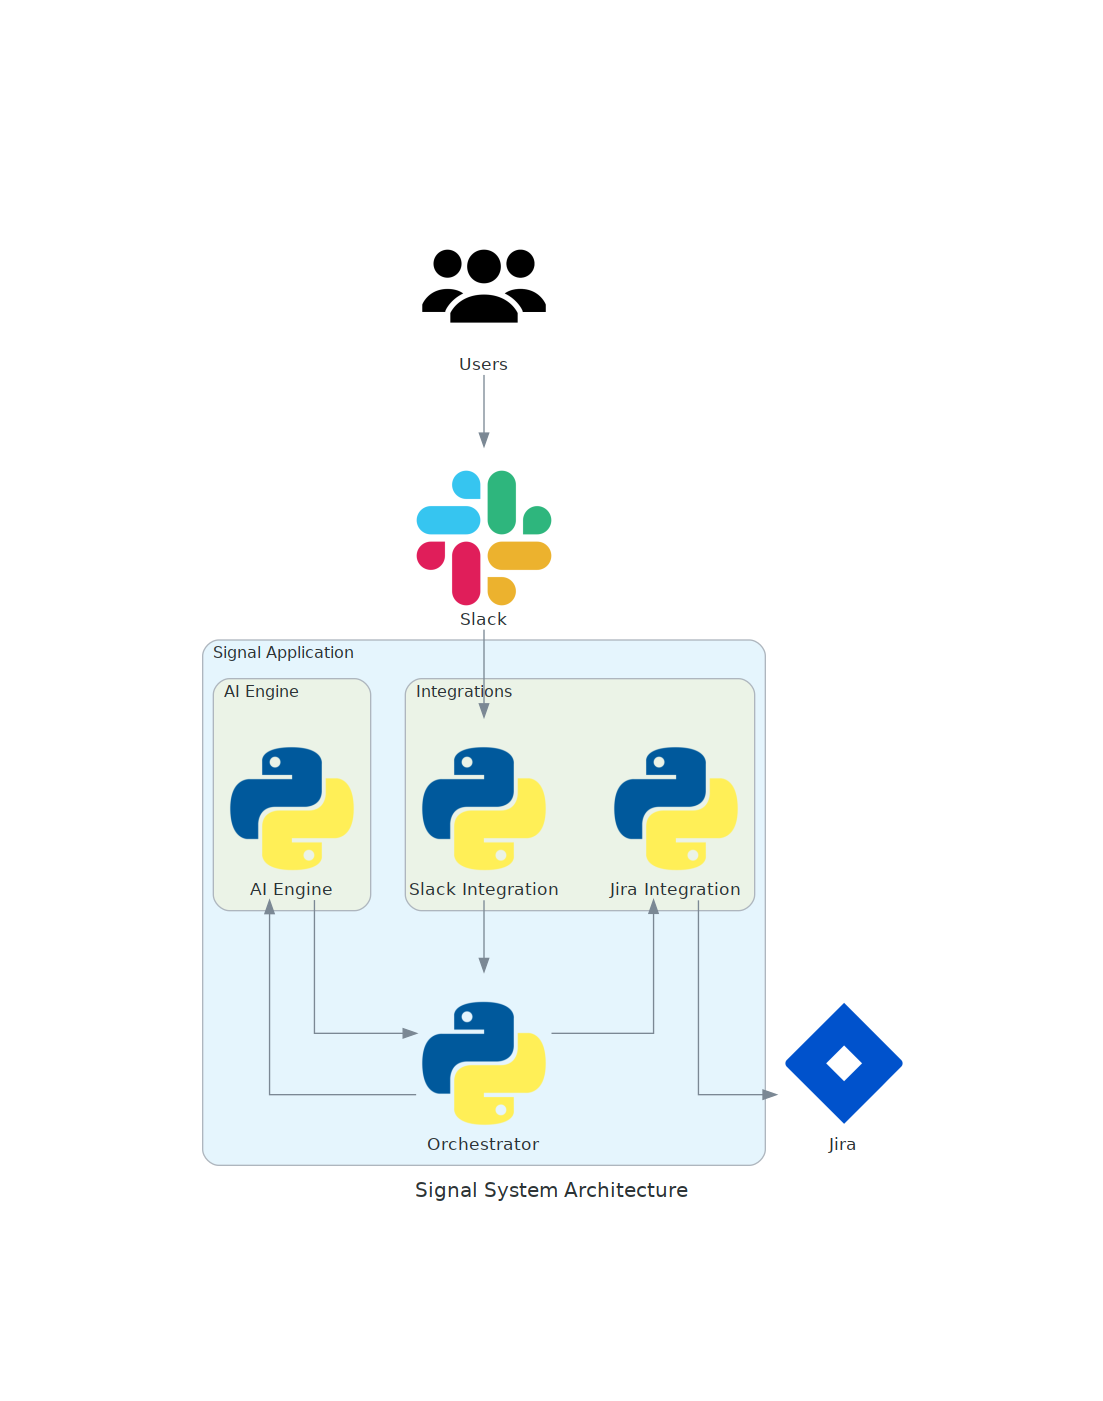 Users
Slack
Signal Application
AI Engine
Integrations
AI Engine
Slack Integration
Jira Integration
Orchestrator
Jira
Signal System Architecture